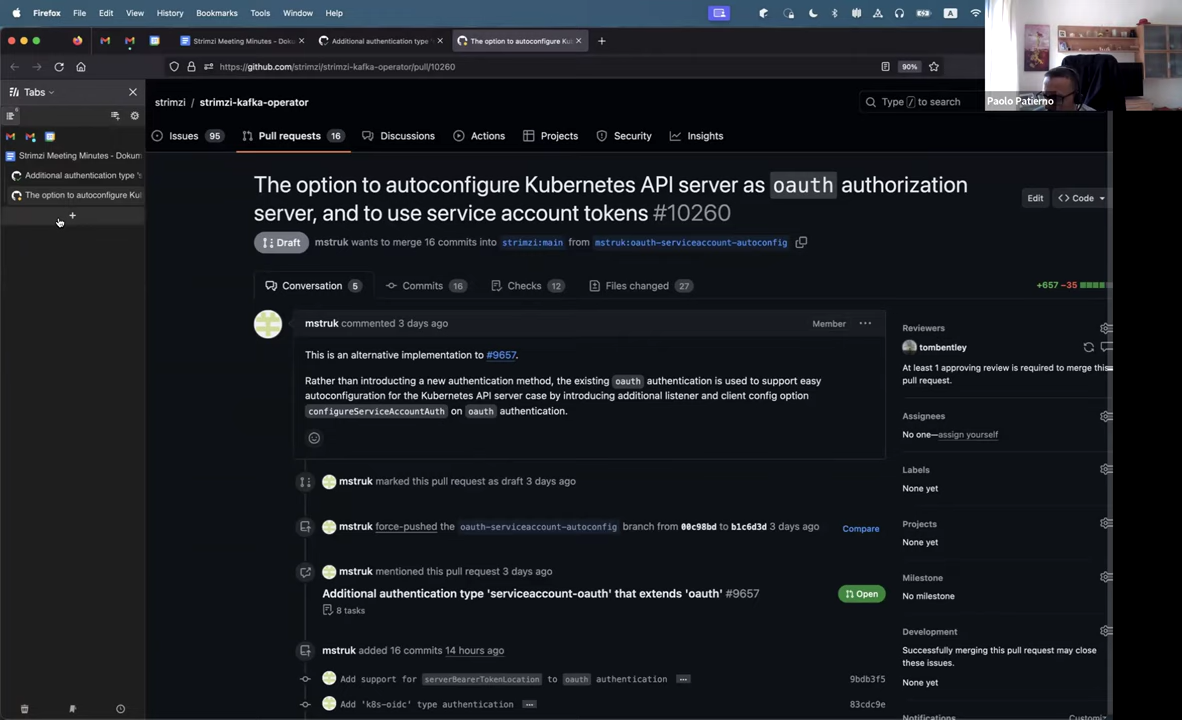 Firefox File Edit View History Bookmarks Tools Window Help A
Strimzi Meeting Minutes - Doku
Additional authentication type '
The option to autoconfigure Ku
https://github.com/strimzi/strimzi-kafka-operator/pull/10260
90%
Paolo Patierno
Tabs
Strimzi Meeting Minutes - Dokum
Additional authentication type 's
The option to autoconfigure Kul
strimzi / strimzi-kafka-operator
Type / to search
Issues 95
Pull requests 16
Discussions
Actions
Projects
Security
Insights
The option to autoconfigure Kubernetes API server as oauth authorization
server, and to use service account tokens #10260
Edit
<> Code
Draft
mstruk wants to merge 16 commits into strimzi:main from mstruk:oauth-serviceaccount-autoconfig
Conversation 5
Commits 16
Checks 12
Files changed 27
+657 −35
mstruk commented 3 days ago
Member
This is an alternative implementation to #9657.
Rather than introducing a new authentication method, the existing oauth authentication is used to support easy
autoconfiguration for the Kubernetes API server case by introducing additional listener and client config option
configureServiceAccountAuth on oauth authentication.
mstruk marked this pull request as draft 3 days ago
mstruk force-pushed the oauth-serviceaccount-autoconfig branch from 00c98bd to b1c6d3d 3 days ago
Compare
mstruk mentioned this pull request 3 days ago
Additional authentication type 'serviceaccount-oauth' that extends 'oauth' #9657
Open
8 tasks
mstruk added 16 commits 14 hours ago
Add support for serverBearerTokenLocation to oauth authentication
9bdb3f5
Add 'k8s-oidc' type authentication
83cdc9e
Reviewers
tombentley
At least 1 approving review is required to merge this
pull request.
Assignees
No one—assign yourself
Labels
None yet
Projects
None yet
Milestone
No milestone
Development
Successfully merging this pull request may close
these issues.
None yet
Notifications
Customi